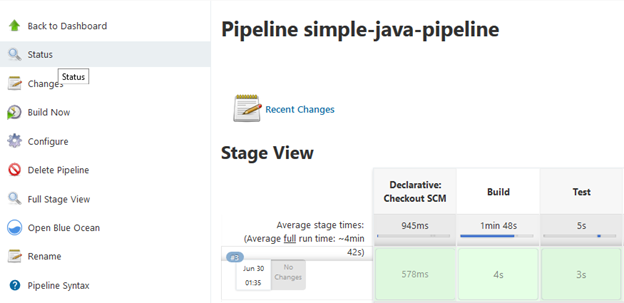 Back to Dashboard
Status
Status
Changes
Build Now
Configure
Delete Pipeline
Full Stage View
Open Blue Ocean
Rename
Pipeline Syntax
Pipeline simple-java-pipeline
Recent Changes
Stage View
Declarative:
Checkout SCM
Build
Test
Average stage times:
(Average full run time: ~4min
42s)
945ms
1min 48s
5s
#3
Jun 30
01:35
No
Changes
578ms
4s
3s